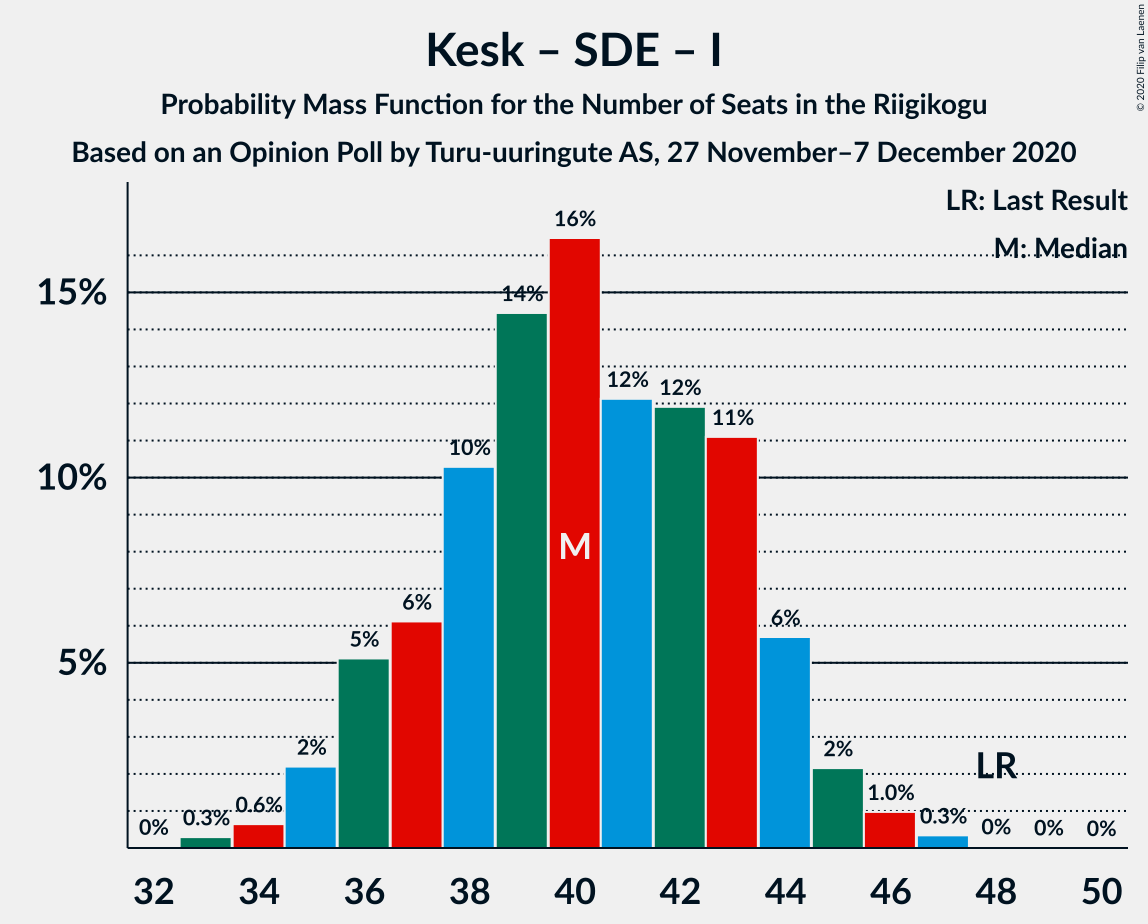 Kesk – SDE – I
Probability Mass Function for the Number of Seats in the Riigikogu
Based on an Opinion Poll by Turu-uuringute AS, 27 November–7 December 2020
© 2020 Filip van Laenen
LR: Last Result
M: Median
15%
10%
5%
0%
0.3%
0.6%
2%
5%
6%
10%
14%
16%
12%
12%
11%
6%
2%
1.0%
0.3%
0%
0%
0%
M
LR
32 34 36 38 40 42 44 46 48 50